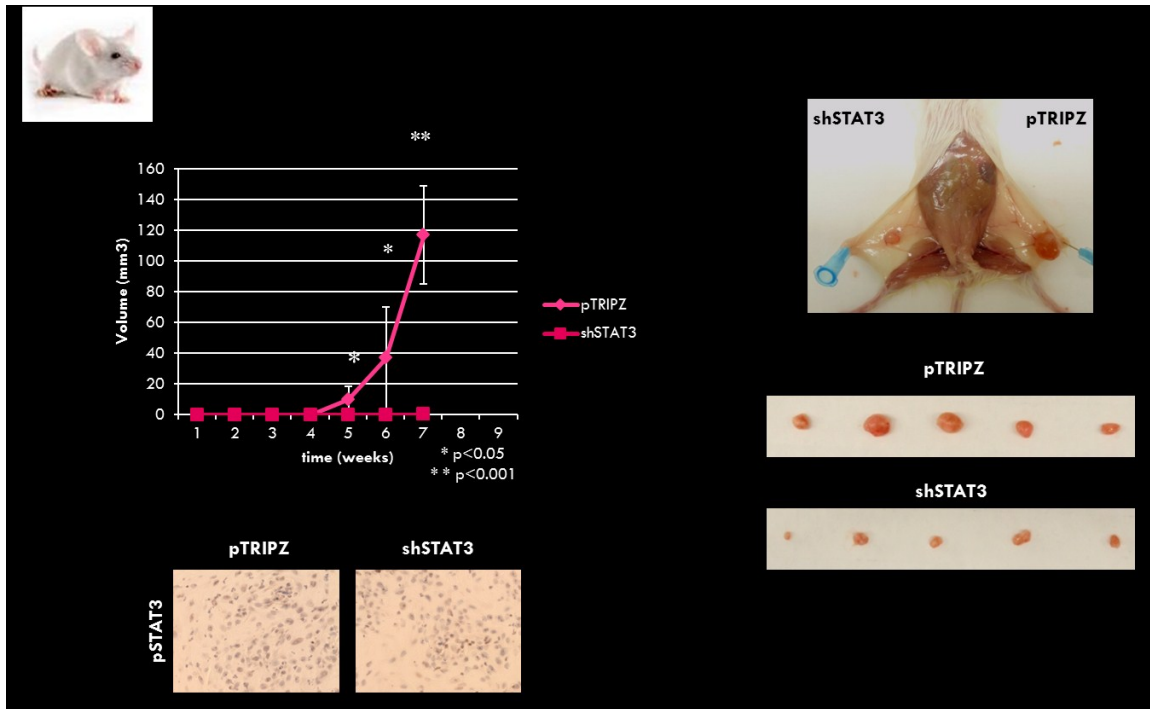 shSTAT3 pTRIPZ
**
160
140
120
100
80
60
40
20
0
Volume (mm3)
*
*
1 2 3 4 5 6 7 8 9
time (weeks)
* p<0.05
** p<0.001
pTRIPZ
shSTAT3
pTRIPZ
shSTAT3
pTRIPZ shSTAT3
pSTAT3